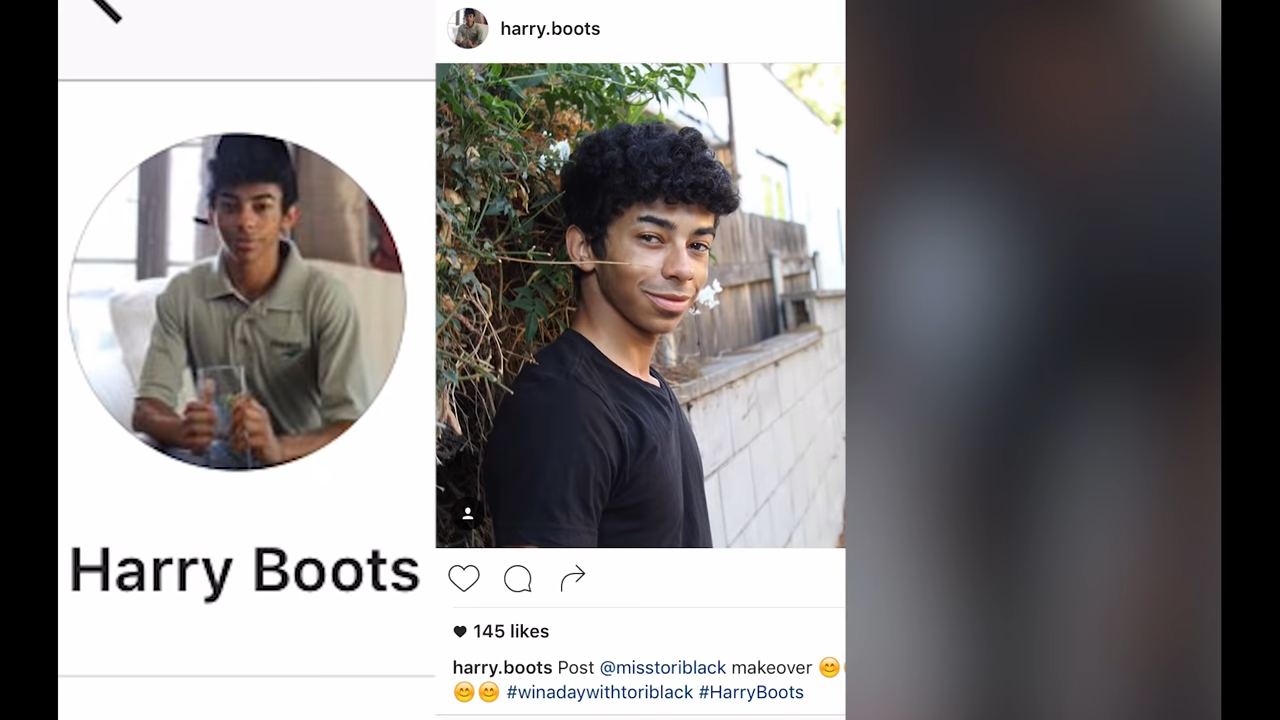 Harry Boots
harry.boots
145 likes
harry.boots Post @misstoriblack makeover 😊
😊😊 #winadaywithtoriblack #HarryBoots